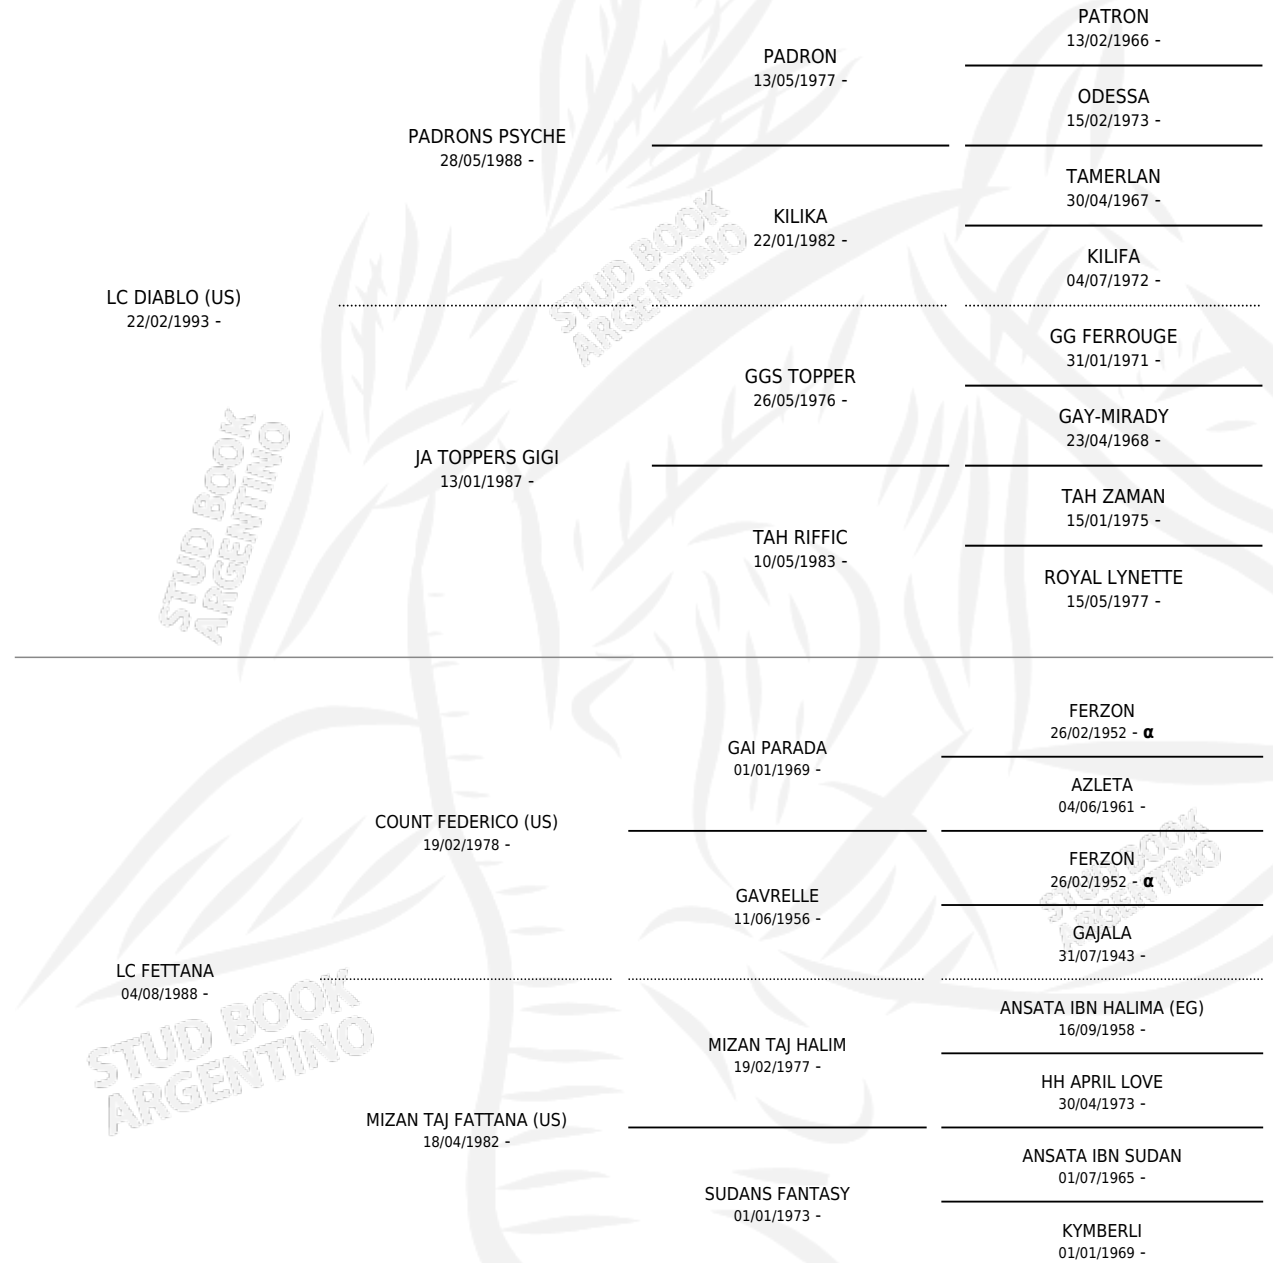 PATRON
13/02/1966 -
PADRON
13/05/1977 -
ODESSA
15/02/1973 -
PADRONS PSYCHE
28/05/1988 -
TAMERLAN
30/04/1967 -
KILIKA
22/01/1982 -
KILIFA
04/07/1972 -
LC DIABLO (US)
22/02/1993 -
GG FERROUGE
31/01/1971 -
GGS TOPPER
26/05/1976 -
GAY-MIRADY
23/04/1968 -
JA TOPPERS GIGI
13/01/1987 -
TAH ZAMAN
15/01/1975 -
TAH RIFFIC
10/05/1983 -
ROYAL LYNETTE
15/05/1977 -
FERZON
26/02/1952 - α
GAI PARADA
01/01/1969 -
AZLETA
04/06/1961 -
COUNT FEDERICO (US)
19/02/1978 -
FERZON
26/02/1952 - α
GAVRELLE
11/06/1956 -
GAJALA
31/07/1943 -
LC FETTANA
04/08/1988 -
ANSATA IBN HALIMA (EG)
16/09/1958 -
MIZAN TAJ HALIM
19/02/1977 -
HH APRIL LOVE
30/04/1973 -
MIZAN TAJ FATTANA (US)
18/04/1982 -
ANSATA IBN SUDAN
01/07/1965 -
SUDANS FANTASY
01/01/1973 -
KYMBERLI
01/01/1969 -
STUD BOOK
ARGENTINO
STUD BOOK
ARGENTINO
STUD BOOK
ARGENTINO
STUD BOOK
ARGENTINO